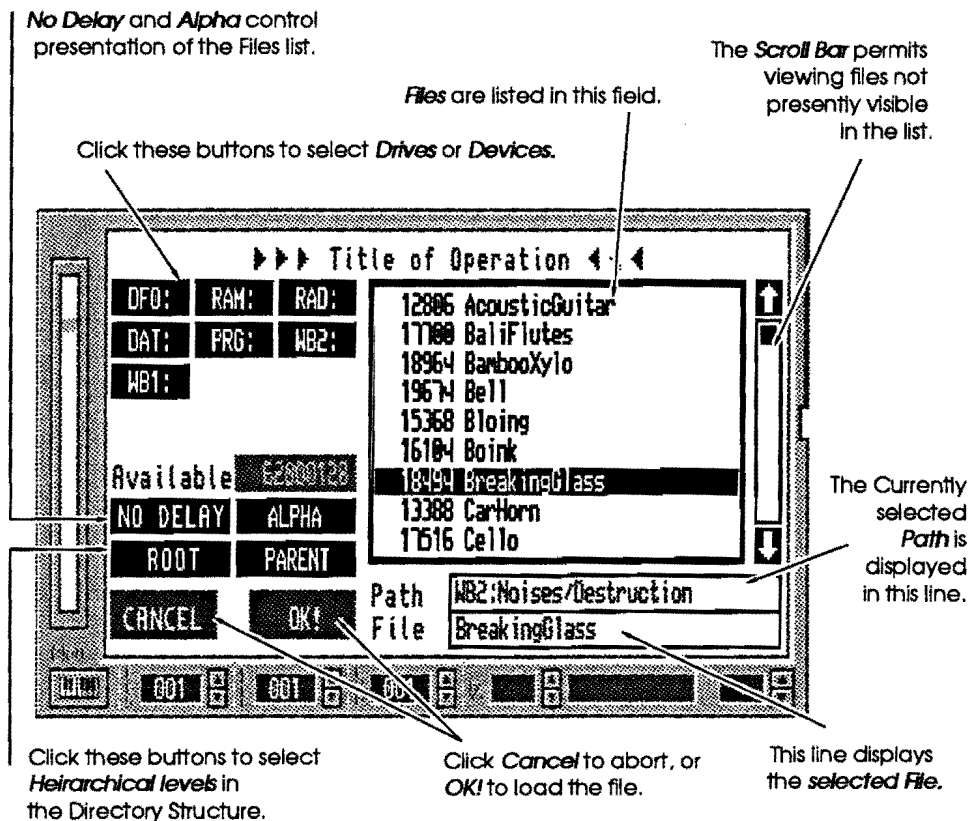 No Delay and Alpha control
presentation of the Files list.
The Scroll Bar permits
viewing files not
presently visible
in the list.
Files are listed in this field.
Click these buttons to select Drives or Devices.
Title of Operation
DF0: RAM: RAD:
DAT: PRG: WB2:
WB1:
12806 AcousticGuitar
17700 BaliFlutes
18964 BambooXylo
19674 Bell
15368 Bloing
16104 Boink
18494 BreakingGlass
13388 CarHorn
17516 Cello
Available
NO DELAY ALPHA
ROOT PARENT
CANCEL OK!
Path WB2:Noises/Destruction
File BreakingGlass
The Currently
selected
Path is
displayed
in this line.
001 001 001
Click these buttons to select
Heirarchical levels in
the Directory Structure.
Click Cancel to abort, or
OK! to load the file.
This line displays
the selected File.